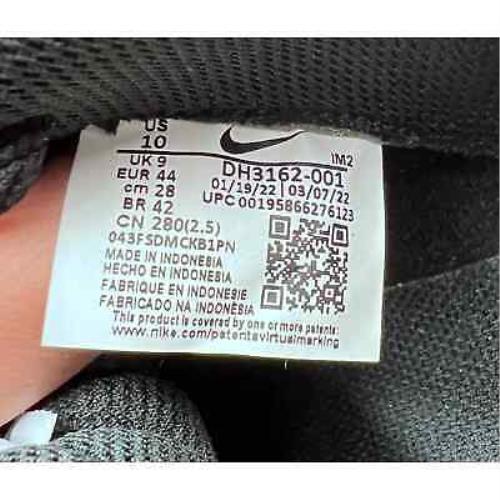 US
10
UK 9
EUR 44
cm 28
BR 42
CN 280(2.5)
IM2
DH3162-001
01/19/22 | 03/07/22
UPC 00195866276123
043FSDMCKB1PN
MADE IN INDONESIA
HECHO EN INDONESIA
FABRIQUE EN INDONESIE
FABRICADO NA INDONESIA
This product is covered by one or more patents:
www.nike.com/patentsvirtualmarking